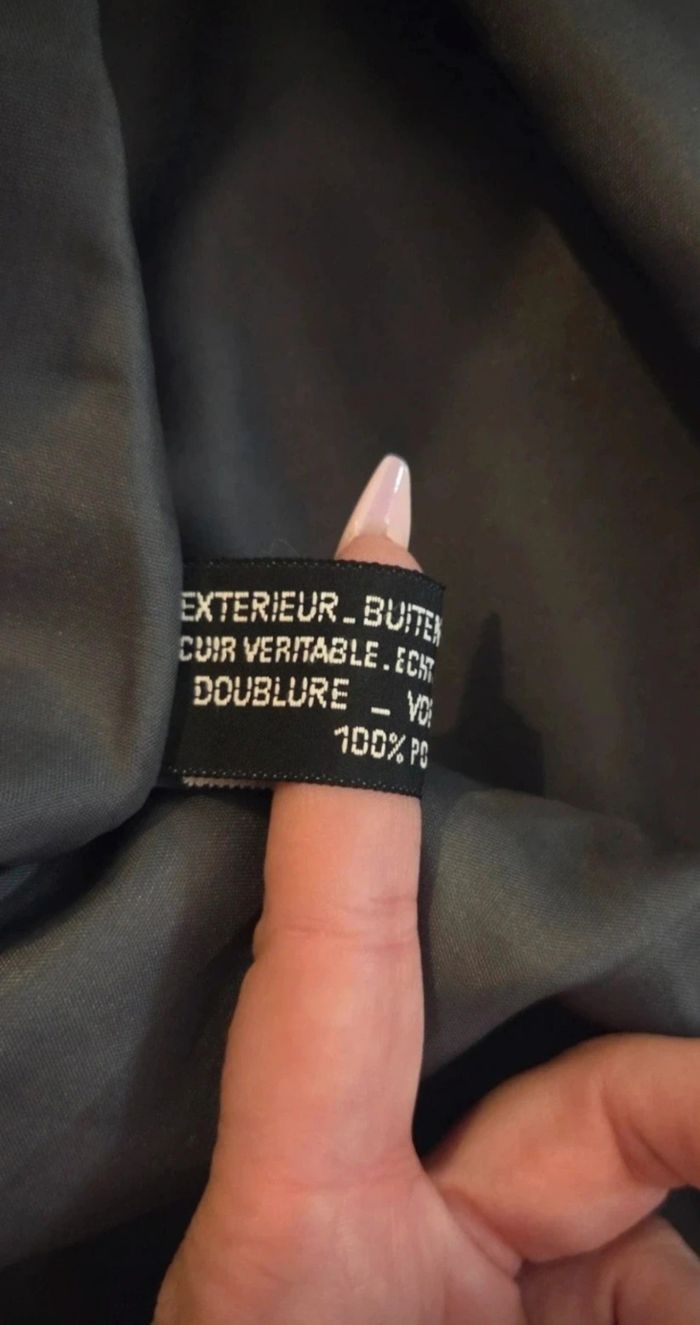 EXTERIEUR - BUITEN
CUIR VERITABLE. ECHT
DOUBLURE -
100%